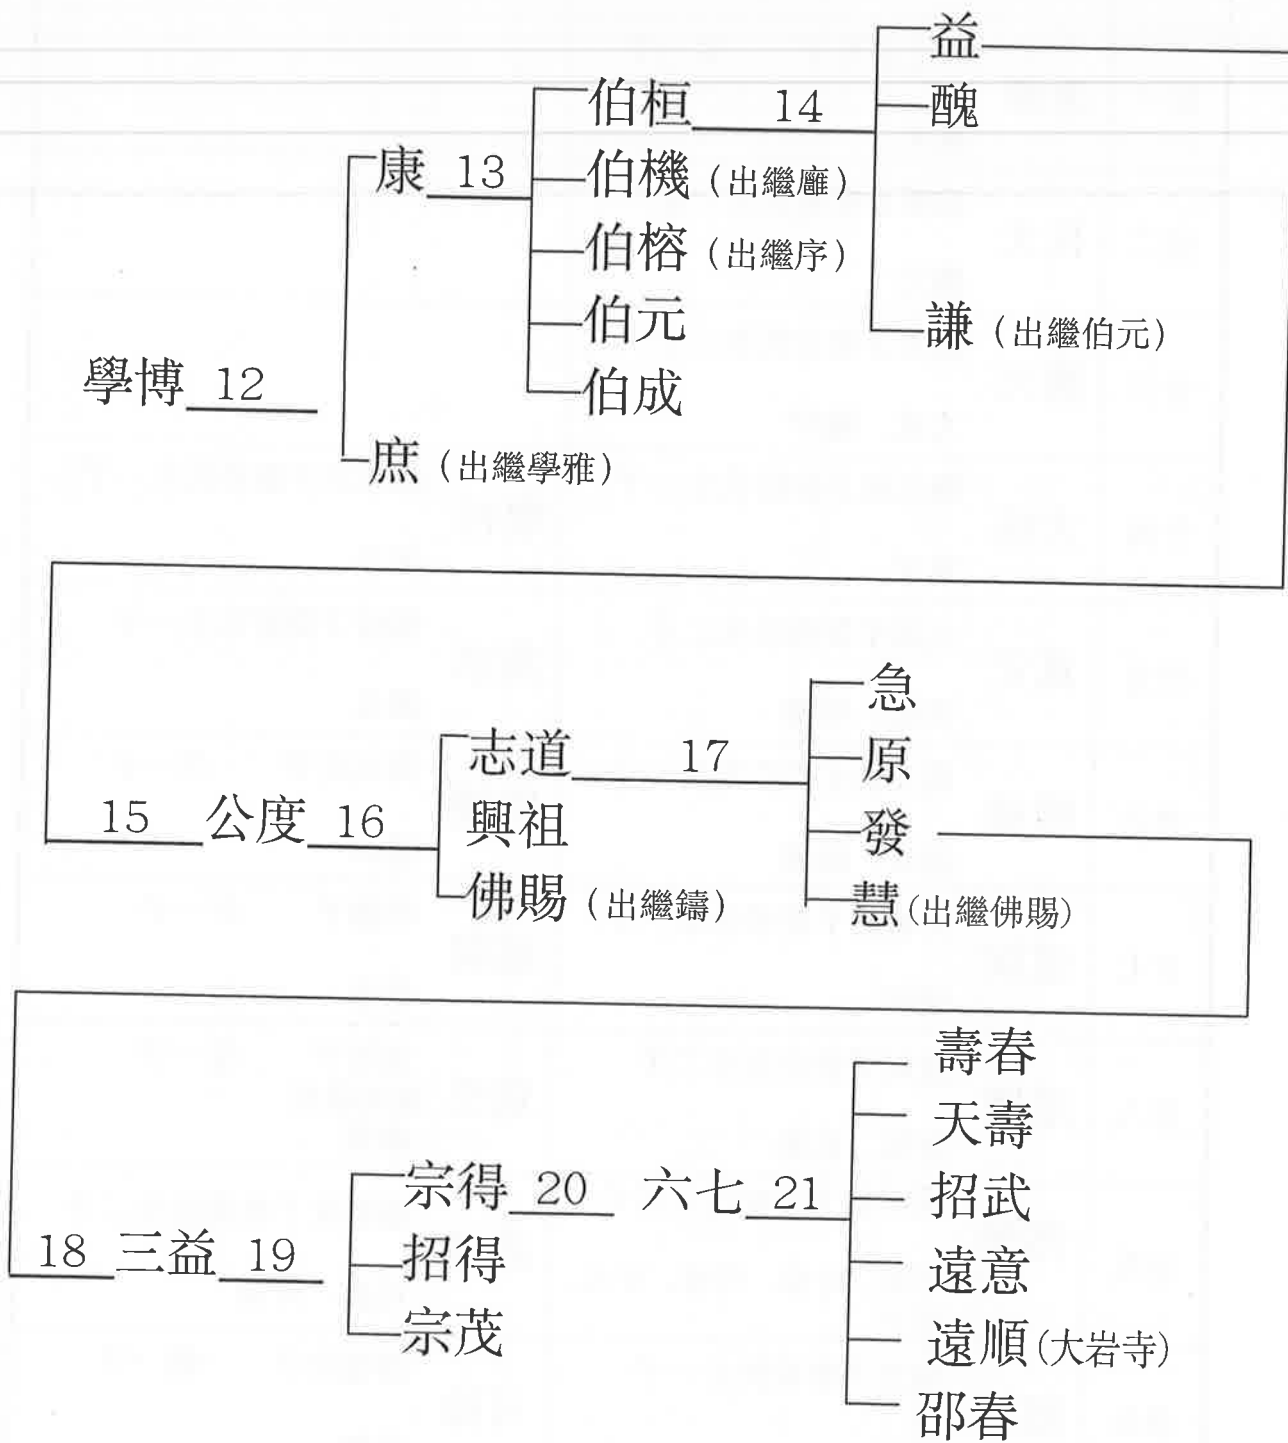 益
伯桓 14
醜
康 13
伯機（出繼廱）
伯榕（出繼序）
伯元
謙（出繼伯元）
學博 12
伯成
庶（出繼學雅）
急
志道 17
原
15 公度 16
興祖
發
佛賜（出繼鑄）
慧(出繼佛賜)
壽春
天壽
宗得 20 六七 21
招武
18 三益 19
招得
遠意
宗茂
遠順(大岩寺)
邵春